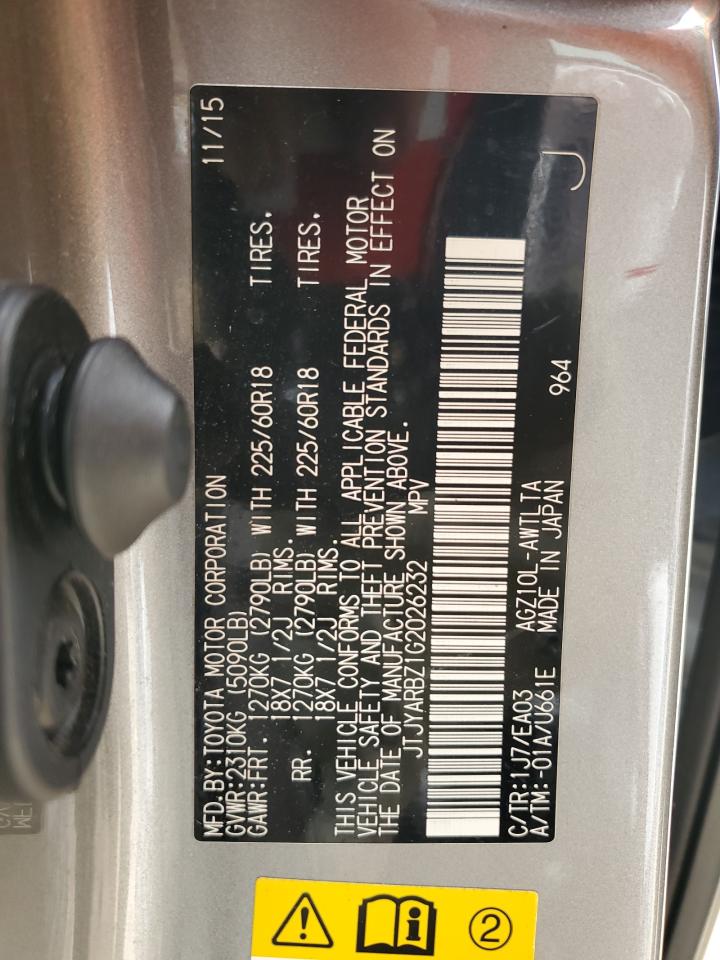 MFD.BY:TOYOTA MOTOR CORPORATION 11/15
GVWR:2310KG (5090LB)
GAWR:FRT. 1270KG (2790LB) WITH 225/60R18 TIRES.
18X7 1/2J RIMS.
RR. 1270KG (2790LB) WITH 225/60R18 TIRES.
18X7 1/2J RIMS.
THIS VEHICLE CONFORMS TO ALL APPLICABLE FEDERAL MOTOR
VEHICLE SAFETY AND THEFT PREVENTION STANDARDS IN EFFECT ON
THE DATE OF MANUFACTURE SHOWN ABOVE.
JTJYARBZ1G2026232 MPV
C/TR:1J7/EA03 AGZ10L-AWTLTA 964
A/TM:-01A/U661E MADE IN JAPAN
J
2